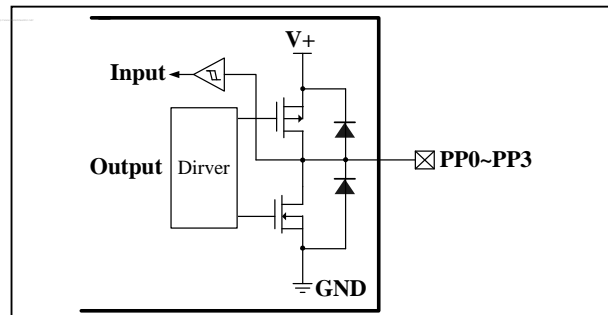 V+
Input
Output
Dirver
PP0~PP3
GND